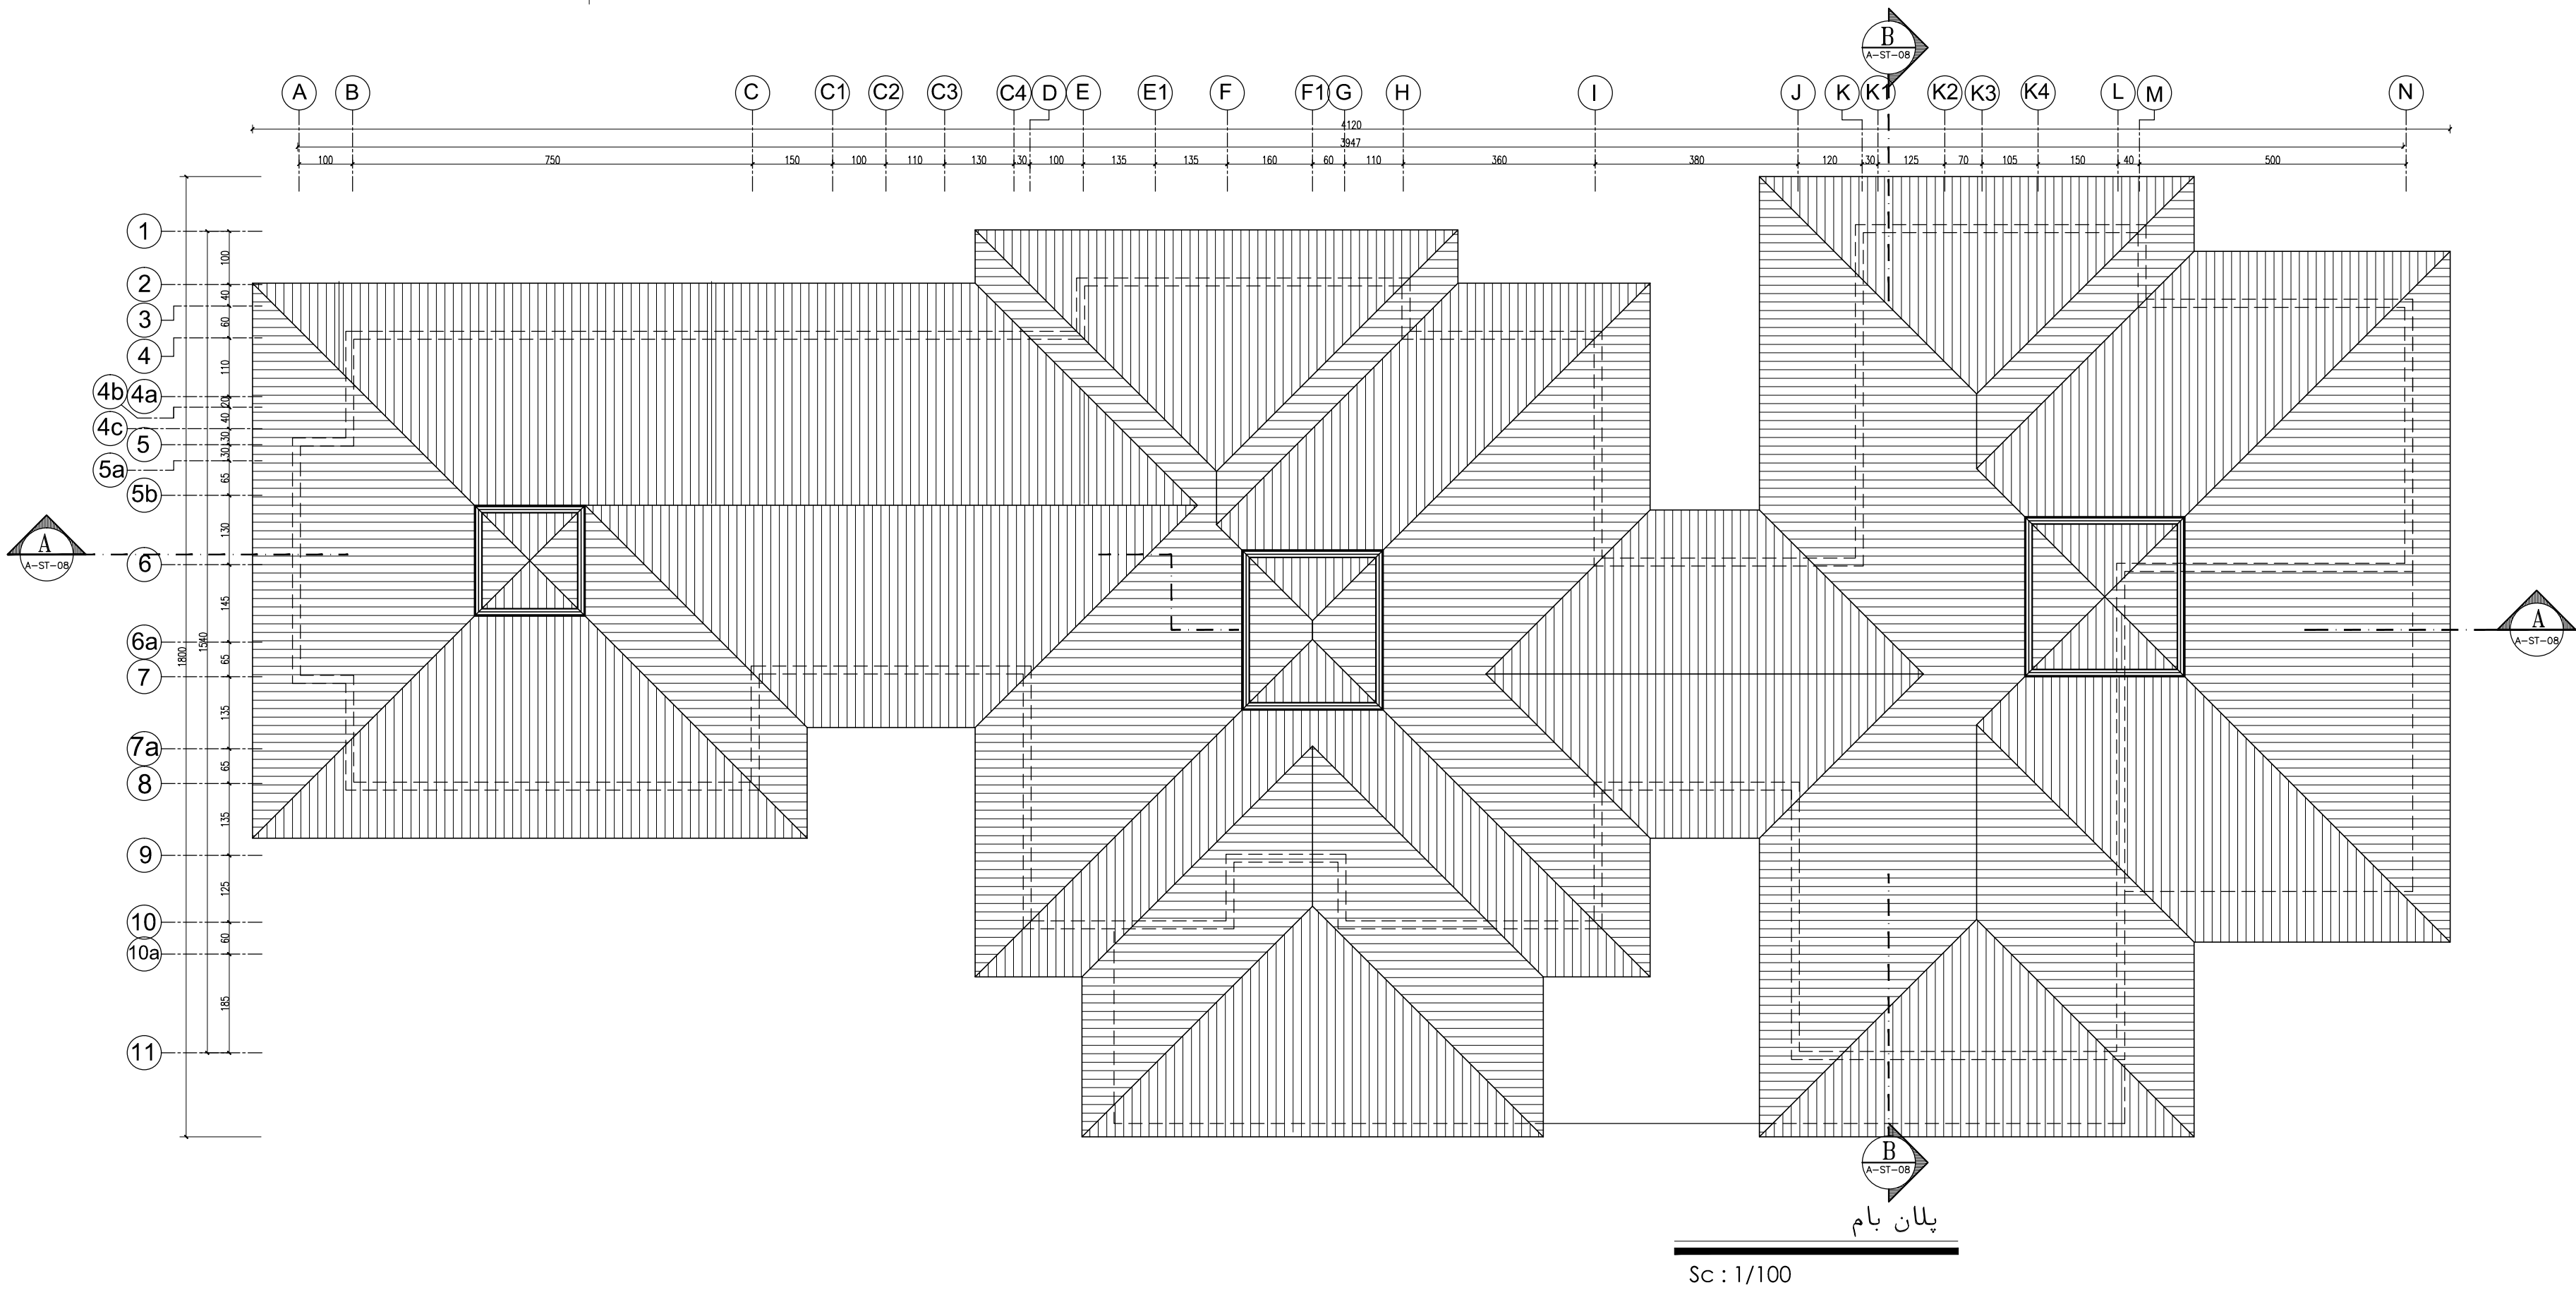 B
A-ST-08
A B C C1 C2 C3 C4 D E E1 F F1 G H I J K K1 K2 K3 K4 L M N
4120
3947
100 750 150 100 110 130 30 100 135 135 160 60 110 360 380 120 30 125 70 105 150 40 500
1
100
2
40
3
60
4
110
4b 4a
20
40
4c
30
5
30
5a
65
5b
130
A
A-ST-08
6
145
A
A-ST-08
6a
1540
1800
65
7
135
7a
65
8
135
9
125
10
60
10a
185
11
B
A-ST-08
پلان بام
Sc : 1/100